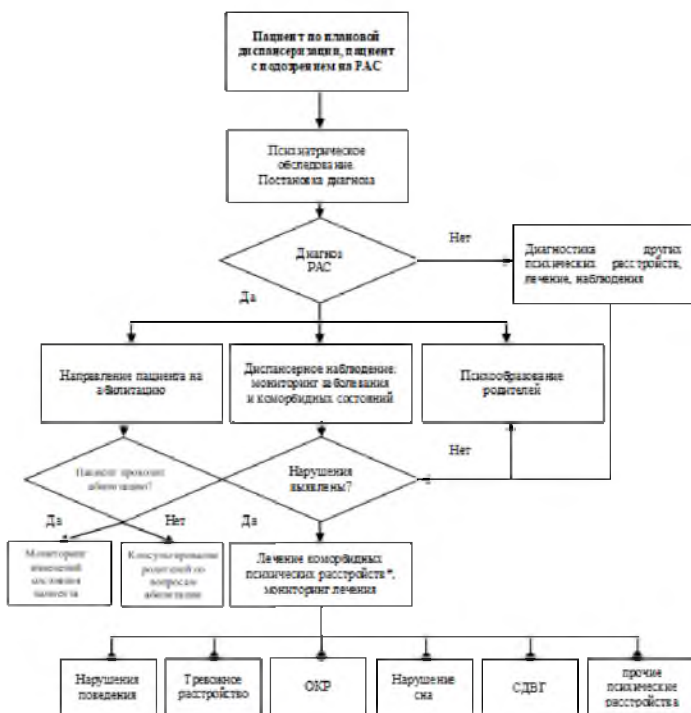 Пациент по плановой
диспансеризации, пациент
с подозрением на РАС
Психиатрическое
обследование.
Постановка диагноза
Диагноз
РАС
Нет
Диагностика других
психических расстройств,
лечение, наблюдения
Да
Направление пациента на
абилитацию
Диспансерное наблюдение:
мониторинг заболевания
и коморбидных состояний
Психообразование
родителей
Пациент проходит
абилитацию?
Нарушения
выявлены?
Нет
Да
Нет
Да
Мониторинг
изменений
состояния
пациента
Консультирование
родителей по
вопросам
абилитации
Лечение коморбидных
психических расстройств*,
мониторинг лечения
Нарушения
поведения
Тревожное
расстройство
ОКР
Нарушение
сна
СДВГ
прочие
психические
расстройства